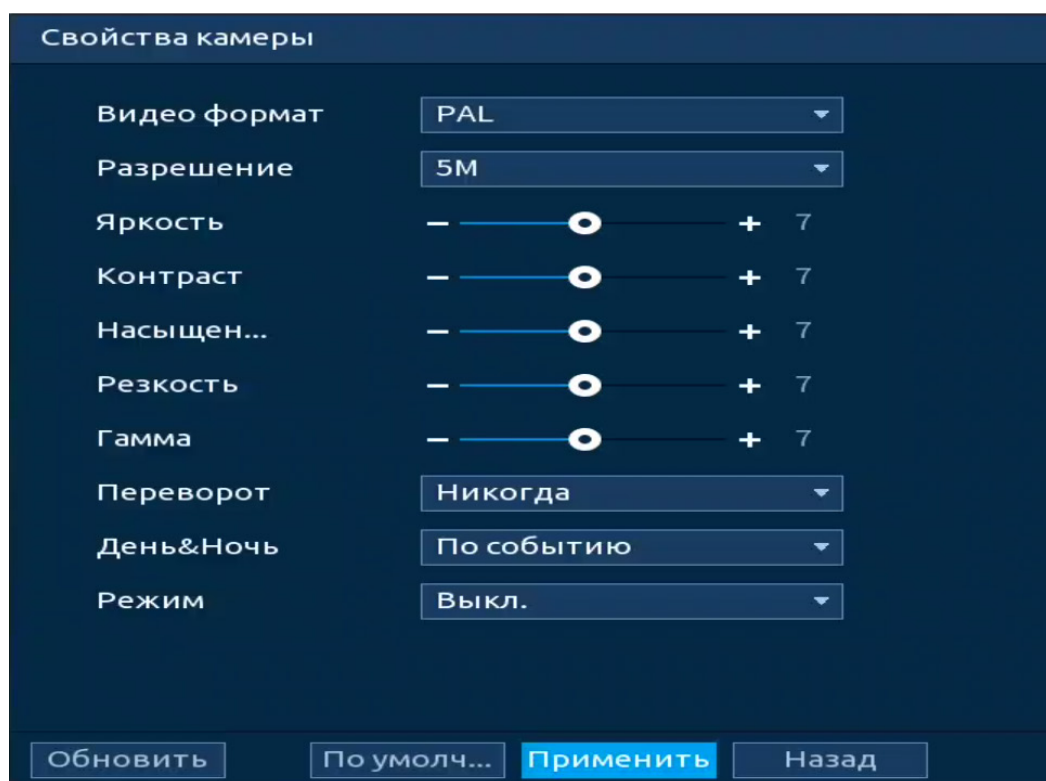 Свойства камеры
Видео формат PAL
Разрешение 5M
Яркость − + 7
Контраст − + 7
Насыщен... − + 7
Резкость − + 7
Гамма − + 7
Переворот Никогда
День&Ночь По событию
Режим Выкл.
Обновить По умолч... Применить Назад